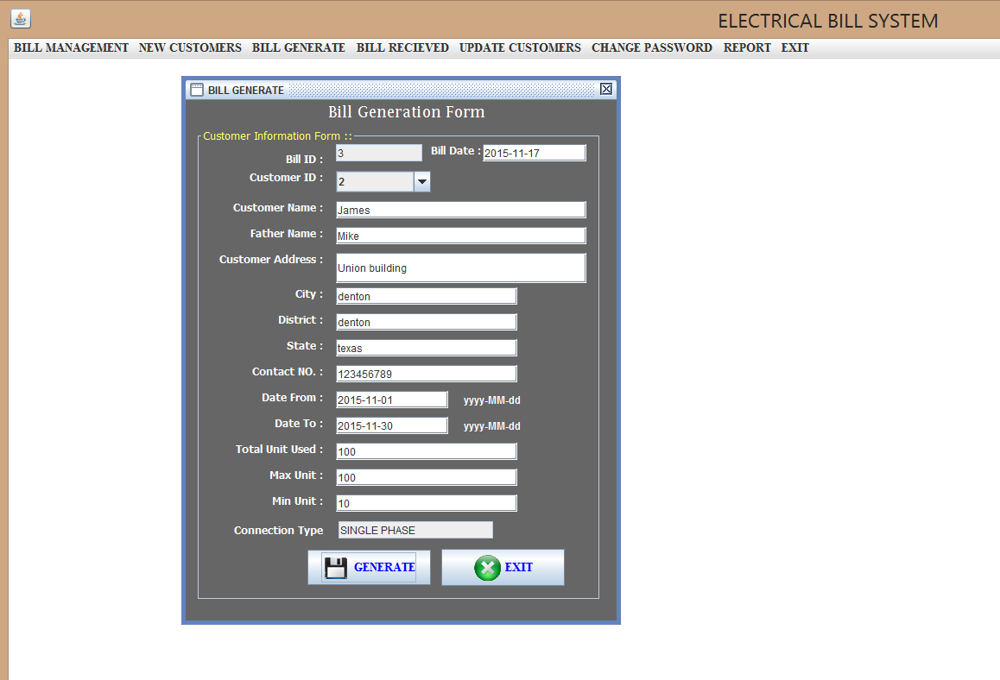 ELECTRICAL BILL SYSTEM
BILL MANAGEMENT NEW CUSTOMERS BILL GENERATE BILL RECIEVED UPDATE CUSTOMERS CHANGE PASSWORD REPORT EXIT
BILL GENERATE
Bill Generation Form
Customer Information Form ::
Bill ID : 3 Bill Date : 2015-11-17
Customer ID : 2
Customer Name : James
Father Name : Mike
Customer Address : Union building
City : denton
District : denton
State : texas
Contact NO. : 123456789
Date From : 2015-11-01 yyyy-MM-dd
Date To : 2015-11-30 yyyy-MM-dd
Total Unit Used : 100
Max Unit : 100
Min Unit : 10
Connection Type SINGLE PHASE
GENERATE EXIT